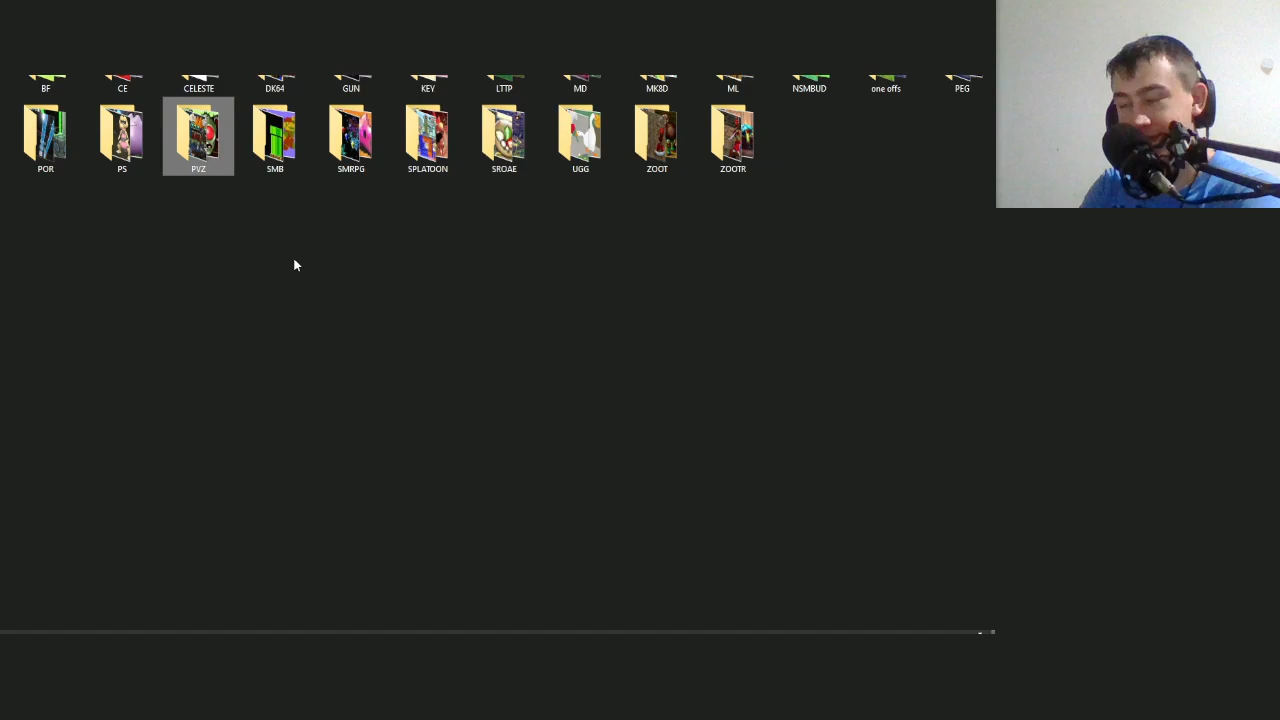 BF CE CELESTE DK64 GUN KEY LTTP MD MK8D ML NSMBUD one offs PEG
POR PS PVZ SMB SMRPG SPLATOON SROAE UGG ZOOT ZOOTR